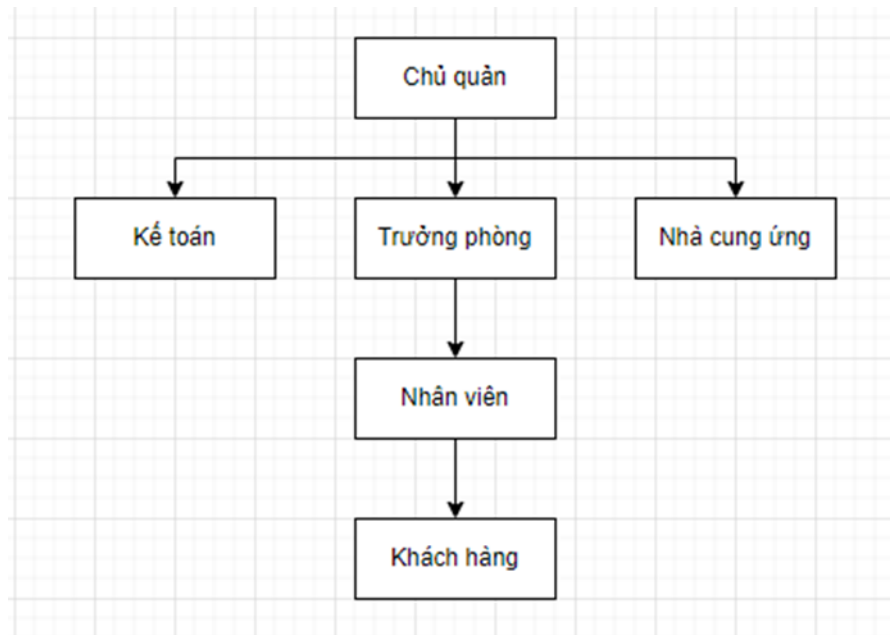 Chủ quản
Kế toán
Trưởng phòng
Nhà cung ứng
Nhân viên
Khách hàng